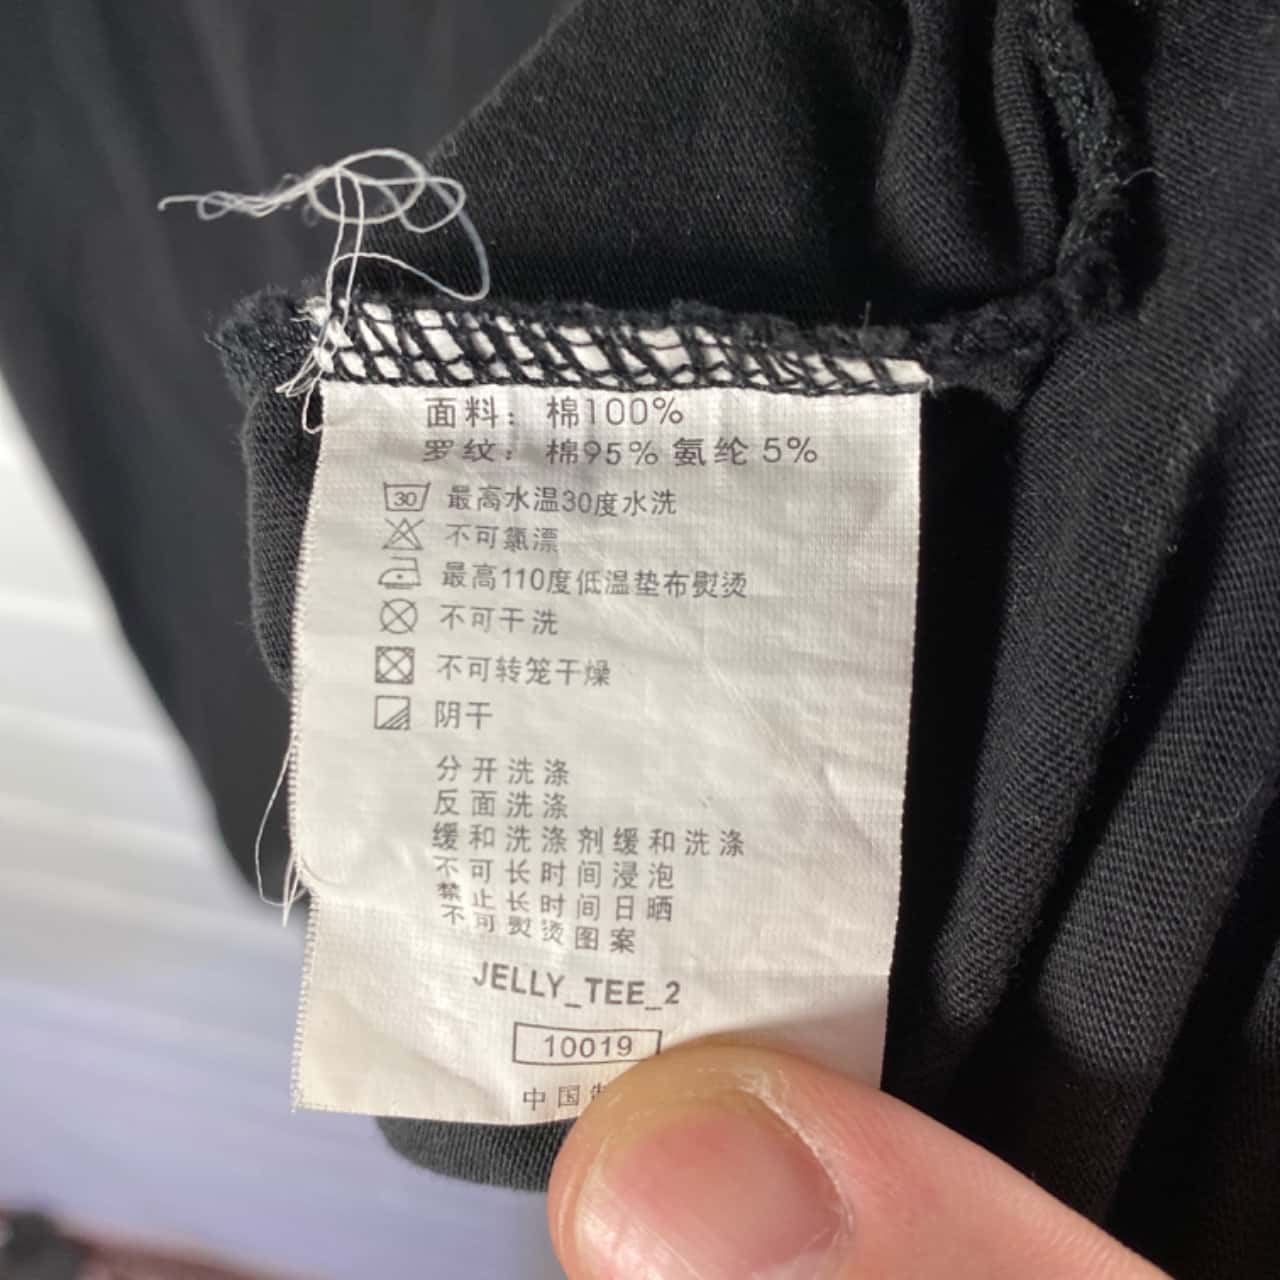 面料：棉100%
罗纹：棉95% 氨纶5%
30 最高水温30度水洗
不可氯漂
最高110度低温垫布熨烫
不可干洗
不可转笼干燥
阴干
分开洗涤
反面洗涤
缓和洗涤剂缓和洗涤
不可长时间浸泡
禁止长时间日晒
不可熨烫图案
JELLY_TEE_2
10019
中国